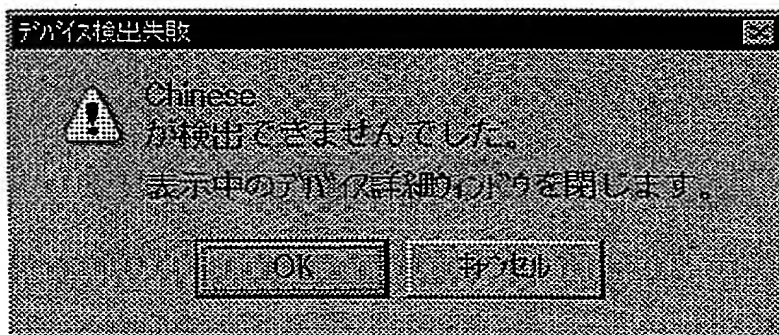 ﾃﾞﾊﾞｲｽ検出失敗
Chinese
が検出できませんでした。
表示中のﾃﾞﾊﾞｲｽ詳細ｳｨﾝﾄﾞｳを閉じます。
OK
ｷｬﾝｾﾙ